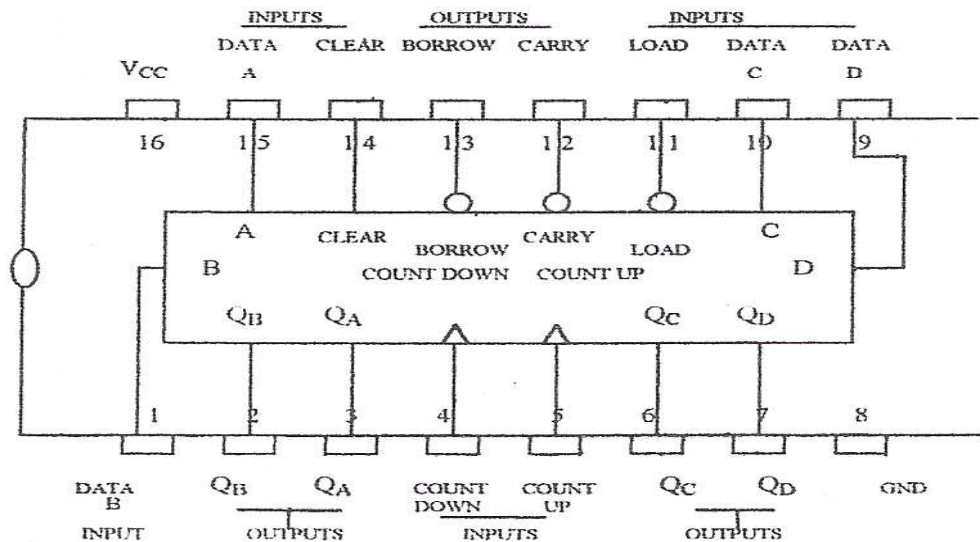 INPUTS OUTPUTS INPUTS
DATA CLEAR BORROW CARRY LOAD DATA DATA
VCC A C D
16 15 14 13 12 11 10 9
A CLEAR BORROW CARRY LOAD C
B COUNT DOWN COUNT UP D
QB QA QC QD
1 2 3 4 5 6 7 8
DATA QB QA COUNT COUNT QC QD GND
B DOWN UP
INPUT OUTPUTS INPUTS OUTPUTS